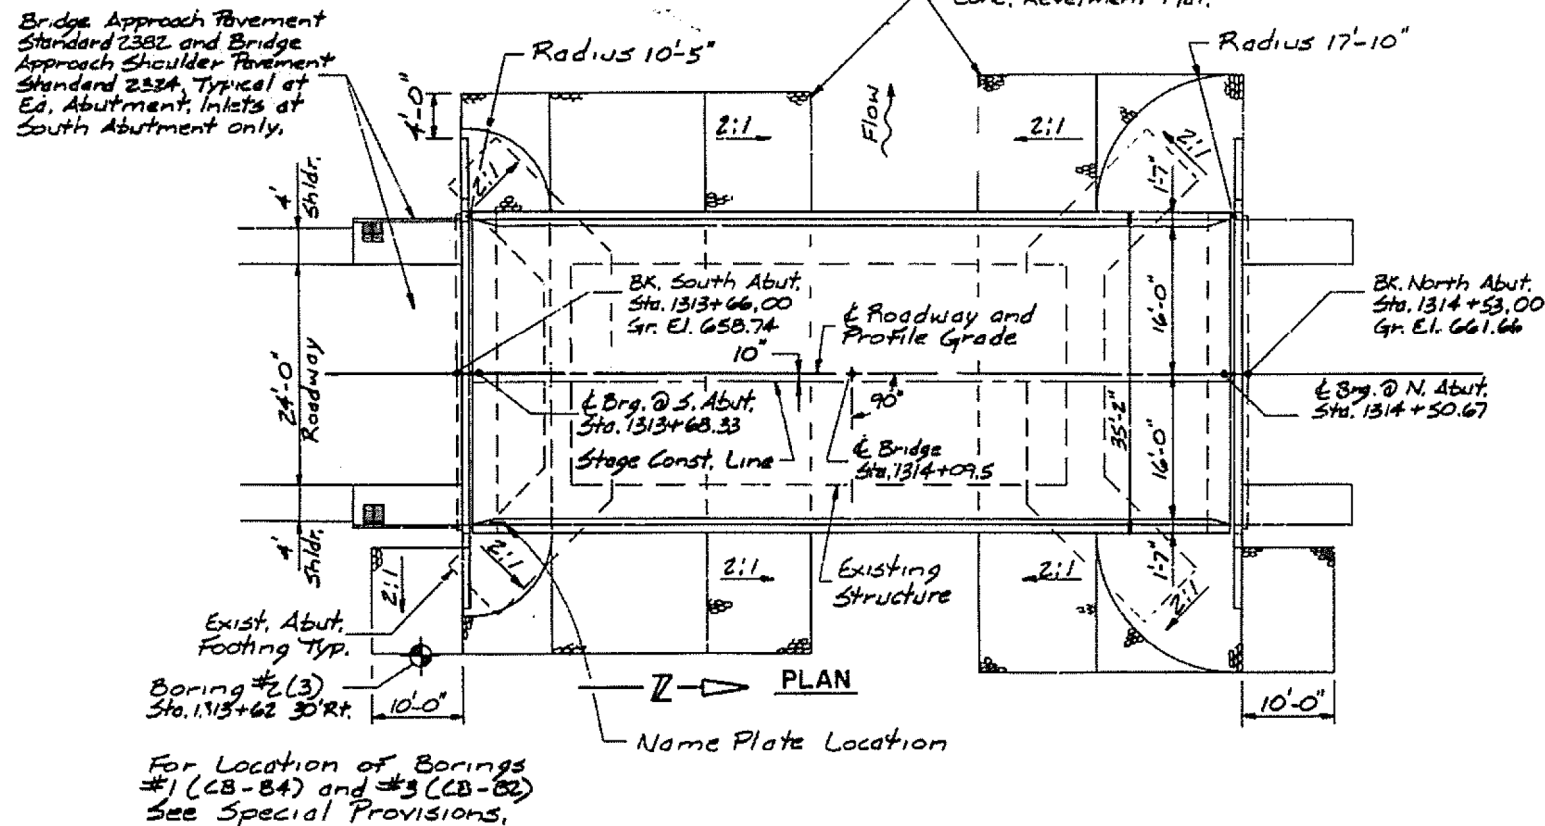 Conc. Revetment Mat.
Bridge Approach Pavement
Standard 2382 and Bridge
Approach Shoulder Pavement
Standard 2324, Typical at
Ea. Abutment, Inlets at
South Abutment only.
Radius 10'-5"
Radius 17'-10"
4'-0"
Flow
2:1
2:1
2:1
2:1
1'-7"
4'
Shldr.
BK. South Abut.
Sta. 1313+66.00
Gr. El. 658.74
℄ Roadway and
Profile Grade
10"
BK. North Abut.
Sta. 1314+53.00
Gr. El. 661.66
16'-0"
24'-0"
Roadway
℄ Brg. @ S. Abut.
Sta. 1313+68.33
90°
35'-2"
℄ Brg. @ N. Abut.
Sta. 1314+50.67
Stage Const. Line
℄ Bridge
Sta. 1314+09.5
16'-0"
4'
Shldr.
2:1
2:1
2:1
Existing
Structure
2:1
1'-7"
2:1
Exist. Abut.
Footing Typ.
Boring #2(3)
Sta. 1313+62 30'Rt.
10'-0"
Z
PLAN
10'-0"
Name Plate Location
For Location of Borings
#1 (CB-B4) and #3 (CB-B2)
See Special Provisions.